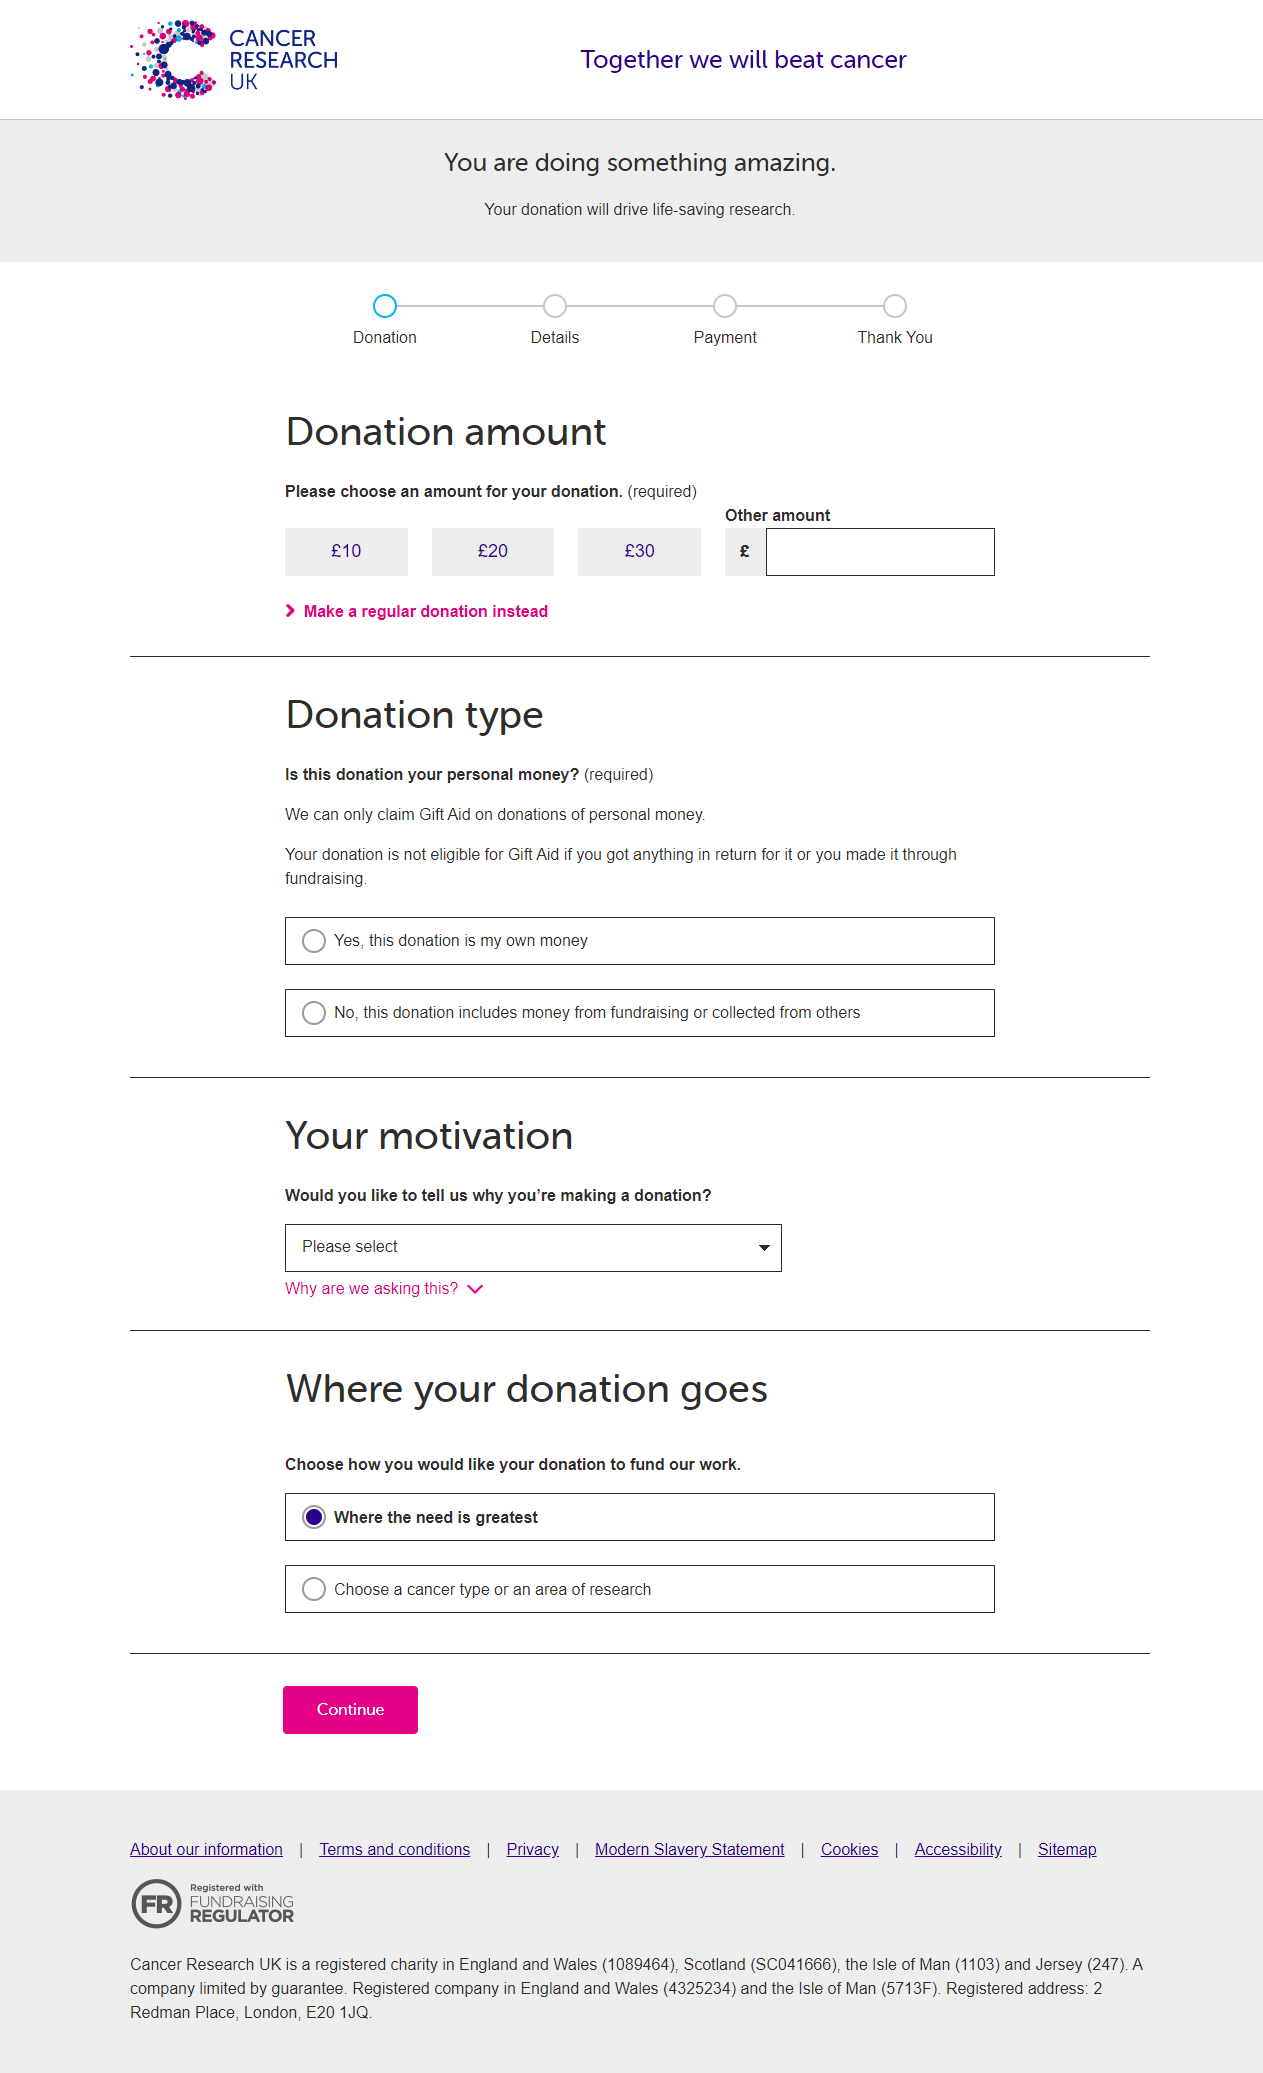 CANCER
RESEARCH
UK
Together we will beat cancer
You are doing something amazing.
Your donation will drive life-saving research.
Donation
Details
Payment
Thank You
Donation amount
Please choose an amount for your donation. (required)
Other amount
£10
£20
£30
£
Make a regular donation instead
Donation type
Is this donation your personal money? (required)
We can only claim Gift Aid on donations of personal money.
Your donation is not eligible for Gift Aid if you got anything in return for it or you made it through
fundraising.
Yes, this donation is my own money
No, this donation includes money from fundraising or collected from others
Your motivation
Would you like to tell us why you’re making a donation?
Please select
Why are we asking this?
Where your donation goes
Choose how you would like your donation to fund our work.
Where the need is greatest
Choose a cancer type or an area of research
Continue
About our information | Terms and conditions | Privacy | Modern Slavery Statement | Cookies | Accessibility | Sitemap
FR
Registered with
FUNDRAISING
REGULATOR
Cancer Research UK is a registered charity in England and Wales (1089464), Scotland (SC041666), the Isle of Man (1103) and Jersey (247). A
company limited by guarantee. Registered company in England and Wales (4325234) and the Isle of Man (5713F). Registered address: 2
Redman Place, London, E20 1JQ.